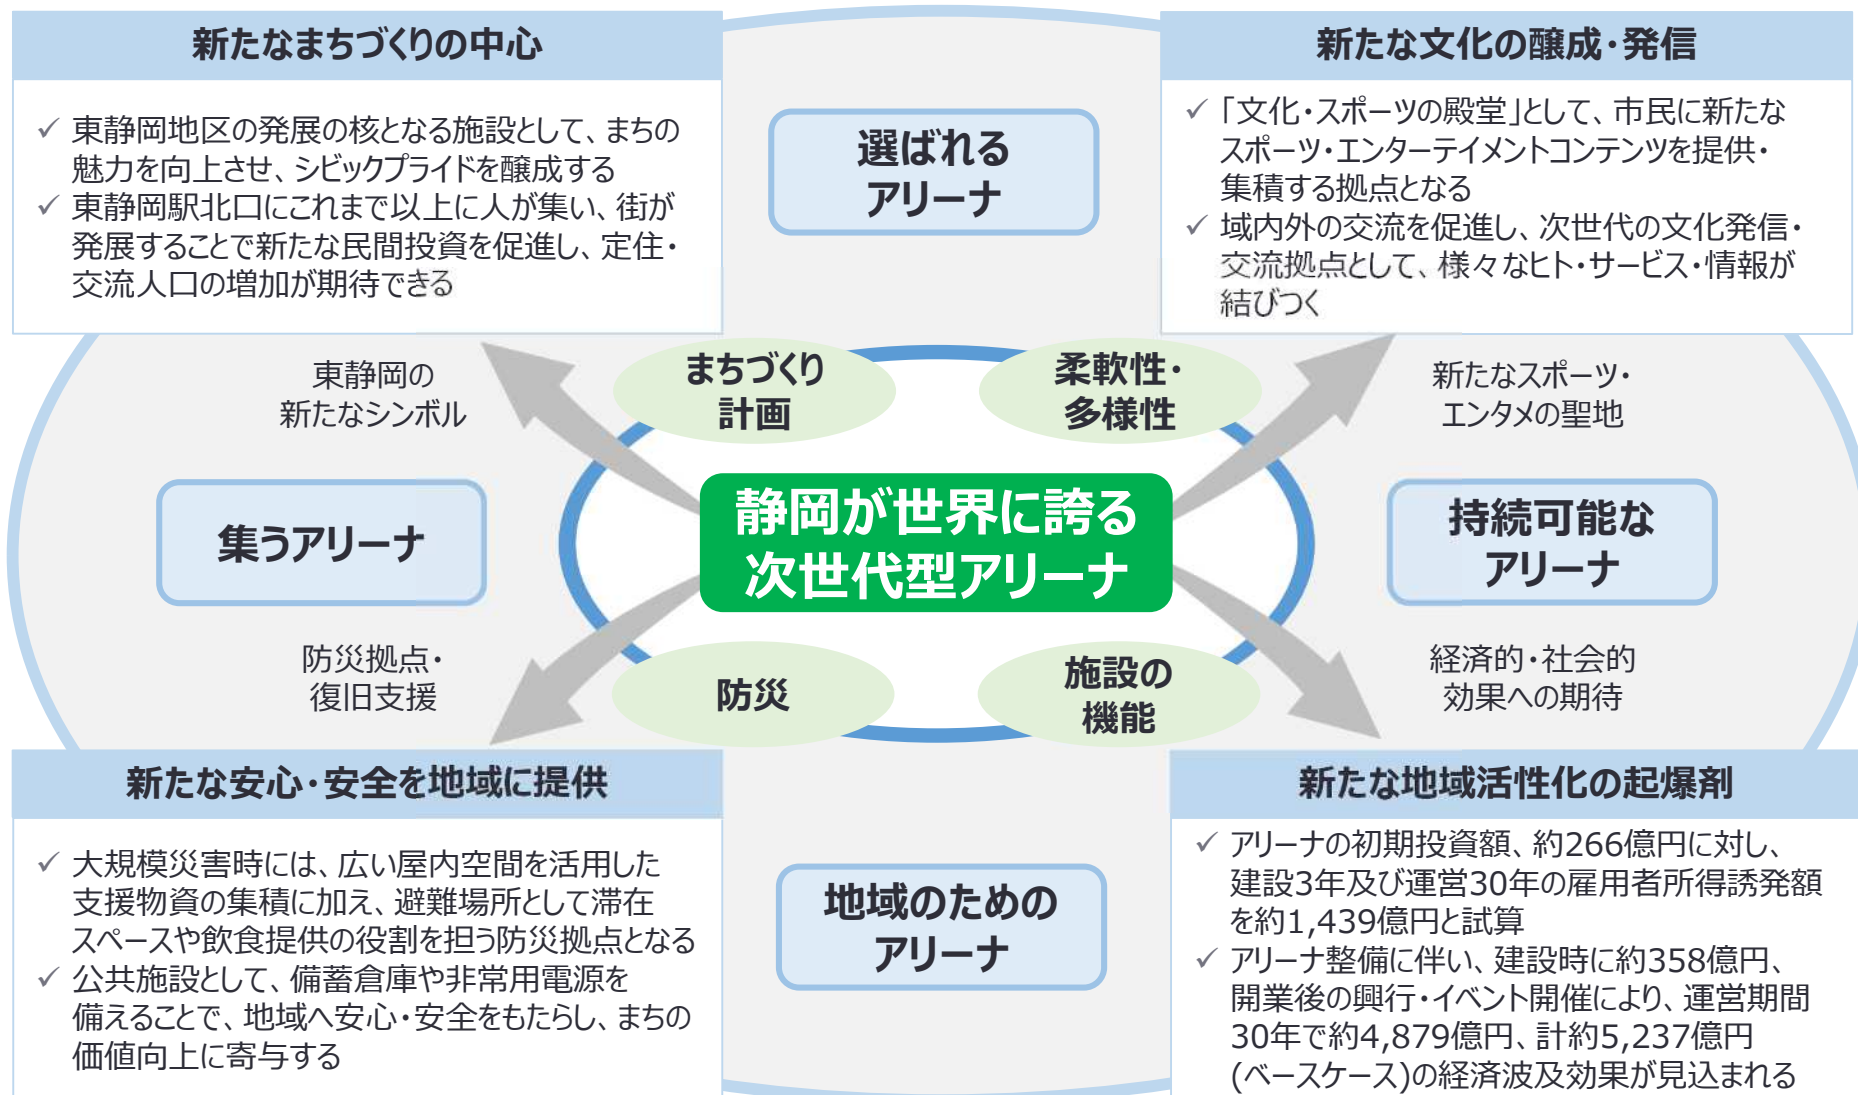 新たなまちづくりの中心
✓ 東静岡地区の発展の核となる施設として、まちの
魅力を向上させ、シビックプライドを醸成する
✓ 東静岡駅北口にこれまで以上に人が集い、街が
発展することで新たな民間投資を促進し、定住・
交流人口の増加が期待できる
選ばれる
アリーナ
新たな文化の醸成・発信
✓ 「文化・スポーツの殿堂」として、市民に新たな
スポーツ・エンターテイメントコンテンツを提供・
集積する拠点となる
✓ 域内外の交流を促進し、次世代の文化発信・
交流拠点として、様々なヒト・サービス・情報が
結びつく
東静岡の
新たなシンボル
まちづくり
計画
柔軟性・
多様性
新たなスポーツ・
エンタメの聖地
集うアリーナ
静岡が世界に誇る
次世代型アリーナ
持続可能な
アリーナ
防災拠点・
復旧支援
防災
施設の
機能
経済的・社会的
効果への期待
新たな安心・安全を地域に提供
✓ 大規模災害時には、広い屋内空間を活用した
支援物資の集積に加え、避難場所として滞在
スペースや飲食提供の役割を担う防災拠点となる
✓ 公共施設として、備蓄倉庫や非常用電源を
備えることで、地域へ安心・安全をもたらし、まちの
価値向上に寄与する
地域のための
アリーナ
新たな地域活性化の起爆剤
✓ アリーナの初期投資額、約266億円に対し、
建設3年及び運営30年の雇用者所得誘発額
を約1,439億円と試算
✓ アリーナ整備に伴い、建設時に約358億円、
開業後の興行・イベント開催により、運営期間
30年で約4,879億円、計約5,237億円
(ベースケース)の経済波及効果が見込まれる